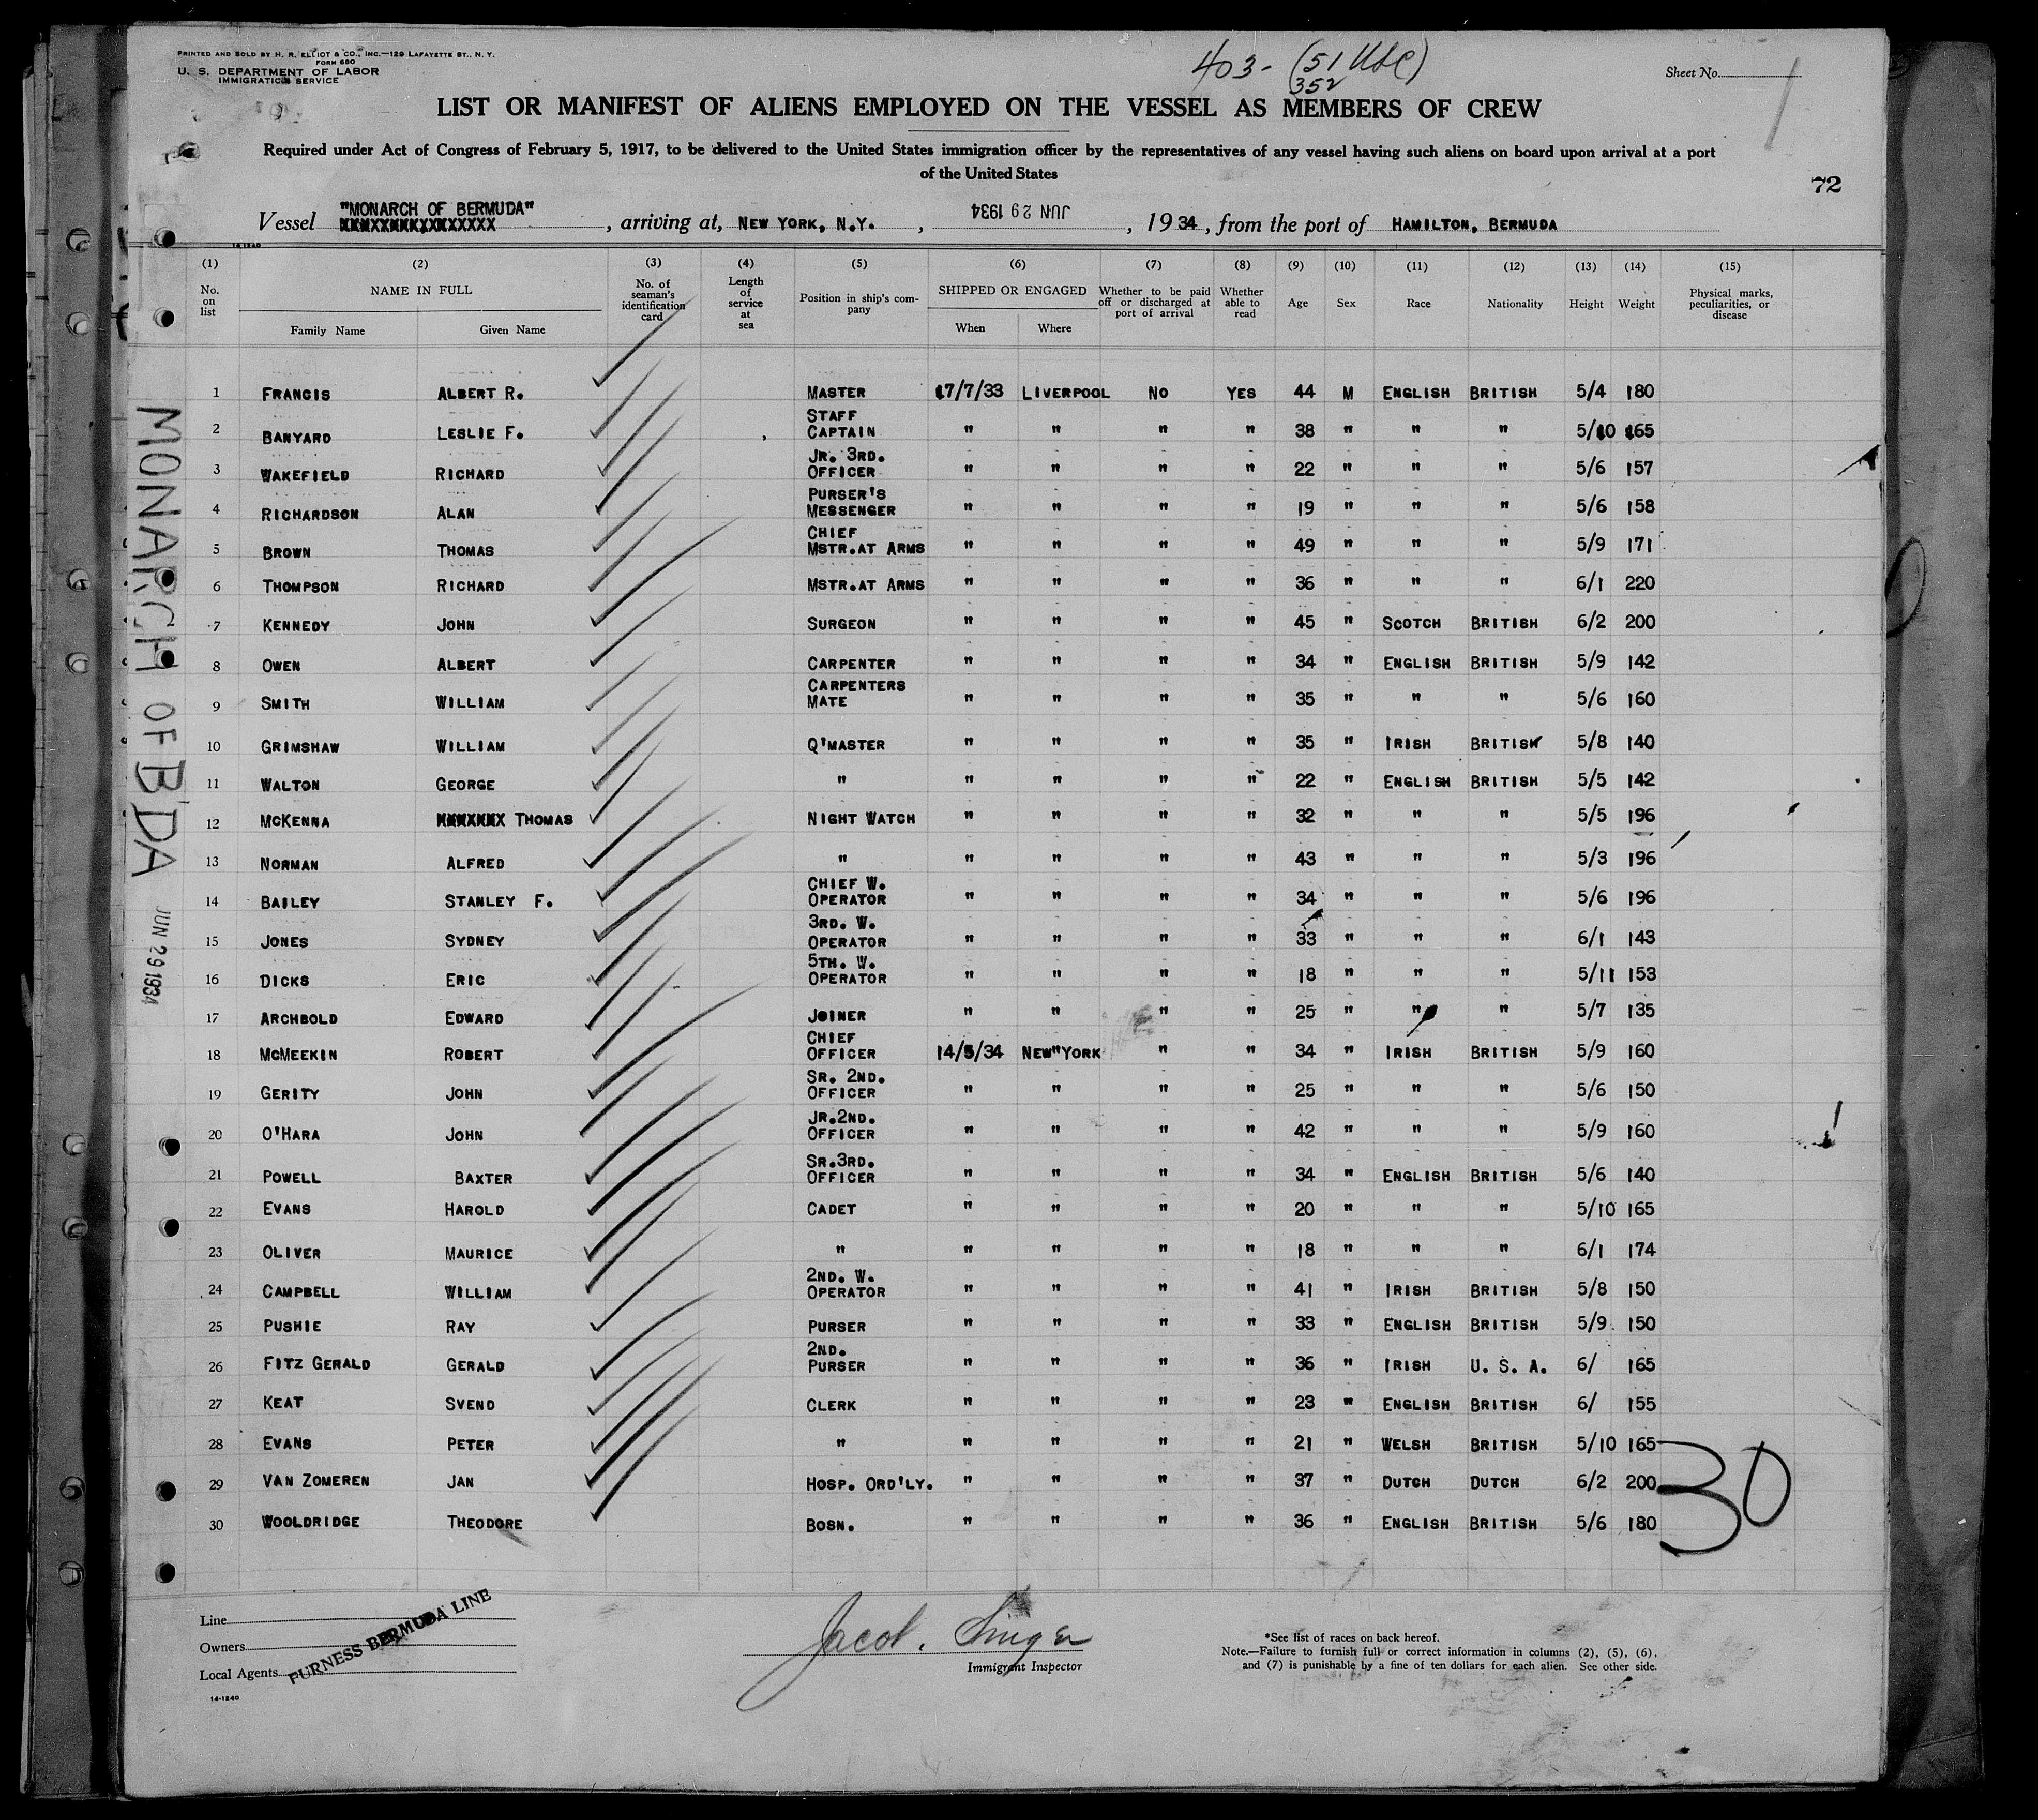 PRINTED AND SOLD BY H. R. ELLIOT & CO., INC.—129 LAFAYETTE ST., N. Y.
FORM 680
U. S. DEPARTMENT OF LABOR
IMMIGRATION SERVICE
403- (51 USC)
352
Sheet No. 1
LIST OR MANIFEST OF ALIENS EMPLOYED ON THE VESSEL AS MEMBERS OF CREW
Required under Act of Congress of February 5, 1917, to be delivered to the United States immigration officer by the representatives of any vessel having such aliens on board upon arrival at a port
of the United States
72
Vessel "MONARCH OF BERMUDA", arriving at, NEW YORK, N.Y., JUN 29 1934, 1934, from the port of HAMILTON, BERMUDA
14-1240
(1) (2) (3) (4) (5) (6) (7) (8) (9) (10) (11) (12) (13) (14) (15)
No. on list NAME IN FULL Family Name Given Name No. of seaman's identification card Length of service at sea Position in ship's company SHIPPED OR ENGAGED When Where Whether to be paid off or discharged at port of arrival Whether able to read Age Sex Race Nationality Height Weight Physical marks, peculiarities, or disease
1 FRANCIS ALBERT R. MASTER 17/7/33 LIVERPOOL NO YES 44 M ENGLISH BRITISH 5/4 180
2 BANYARD LESLIE F. STAFF CAPTAIN " " " " 38 " " " 5/10 165
3 WAKEFIELD RICHARD JR. 3RD. OFFICER " " " " 22 " " " 5/6 157
4 RICHARDSON ALAN PURSER'S MESSENGER " " " " 19 " " " 5/6 158
5 BROWN THOMAS CHIEF MSTR.AT ARMS " " " " 49 " " " 5/9 171
6 THOMPSON RICHARD MSTR.AT ARMS " " " " 36 " " " 6/1 220
7 KENNEDY JOHN SURGEON " " " " 45 " SCOTCH BRITISH 6/2 200
8 OWEN ALBERT CARPENTER " " " " 34 " ENGLISH BRITISH 5/9 142
9 SMITH WILLIAM CARPENTERS MATE " " " " 35 " " " 5/6 160
10 GRIMSHAW WILLIAM Q'MASTER " " " " 35 " IRISH BRITISH 5/8 140
11 WALTON GEORGE " " " " " 22 " ENGLISH BRITISH 5/5 142
12 MCKENNA THOMAS NIGHT WATCH " " " " 32 " " " 5/5 196
13 NORMAN ALFRED " " " " " 43 " " " 5/3 196
14 BAILEY STANLEY F. CHIEF W. OPERATOR " " " " 34 " " " 5/6 196
15 JONES SYDNEY 3RD. W. OPERATOR " " " " 33 " " " 6/1 143
16 DICKS ERIC 5TH. W. OPERATOR " " " " 18 " " " 5/11 153
17 ARCHBOLD EDWARD JOINER " " " " 25 " " " 5/7 135
18 MCMEEKIN ROBERT CHIEF OFFICER 14/5/34 NEW"YORK " " 34 " IRISH BRITISH 5/9 160
19 GERITY JOHN SR. 2ND. OFFICER " " " " 25 " " " 5/6 150
20 O'HARA JOHN JR.2ND. OFFICER " " " " 42 " " " 5/9 160
21 POWELL BAXTER SR.3RD. OFFICER " " " " 34 " ENGLISH BRITISH 5/6 140
22 EVANS HAROLD CADET " " " " 20 " " " 5/10 165
23 OLIVER MAURICE " " " " " 18 " " " 6/1 174
24 CAMPBELL WILLIAM 2ND. W. OPERATOR " " " " 41 " IRISH BRITISH 5/8 150
25 PUSHIE RAY PURSER " " " " 33 " ENGLISH BRITISH 5/9 150
26 FITZ GERALD GERALD 2ND. PURSER " " " " 36 " IRISH U. S. A. 6/ 165
27 KEAT SVEND CLERK " " " " 23 " ENGLISH BRITISH 6/ 155
28 EVANS PETER " " " " " 21 " WELSH BRITISH 5/10 165
29 VAN ZOMEREN JAN HOSP. ORD'LY. " " " " 37 " DUTCH DUTCH 6/2 200
30 WOOLDRIDGE THEODORE BOSN. " " " " 36 " ENGLISH BRITISH 5/6 180
30
MONARCH OF B'DA
JUN 29 1934
Line
Owners
Local Agents
FURNESS BERMUDA LINE
14-1240
Jacob. Singer
Immigrant Inspector
*See list of races on back hereof.
Note.—Failure to furnish full or correct information in columns (2), (5), (6),
and (7) is punishable by a fine of ten dollars for each alien. See other side.